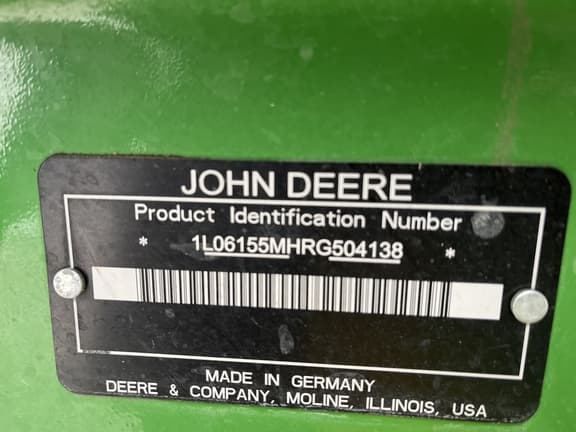 JOHN DEERE
Product Identification Number
* 1L06155MHRG504138 *
MADE IN GERMANY
DEERE & COMPANY, MOLINE, ILLINOIS, USA